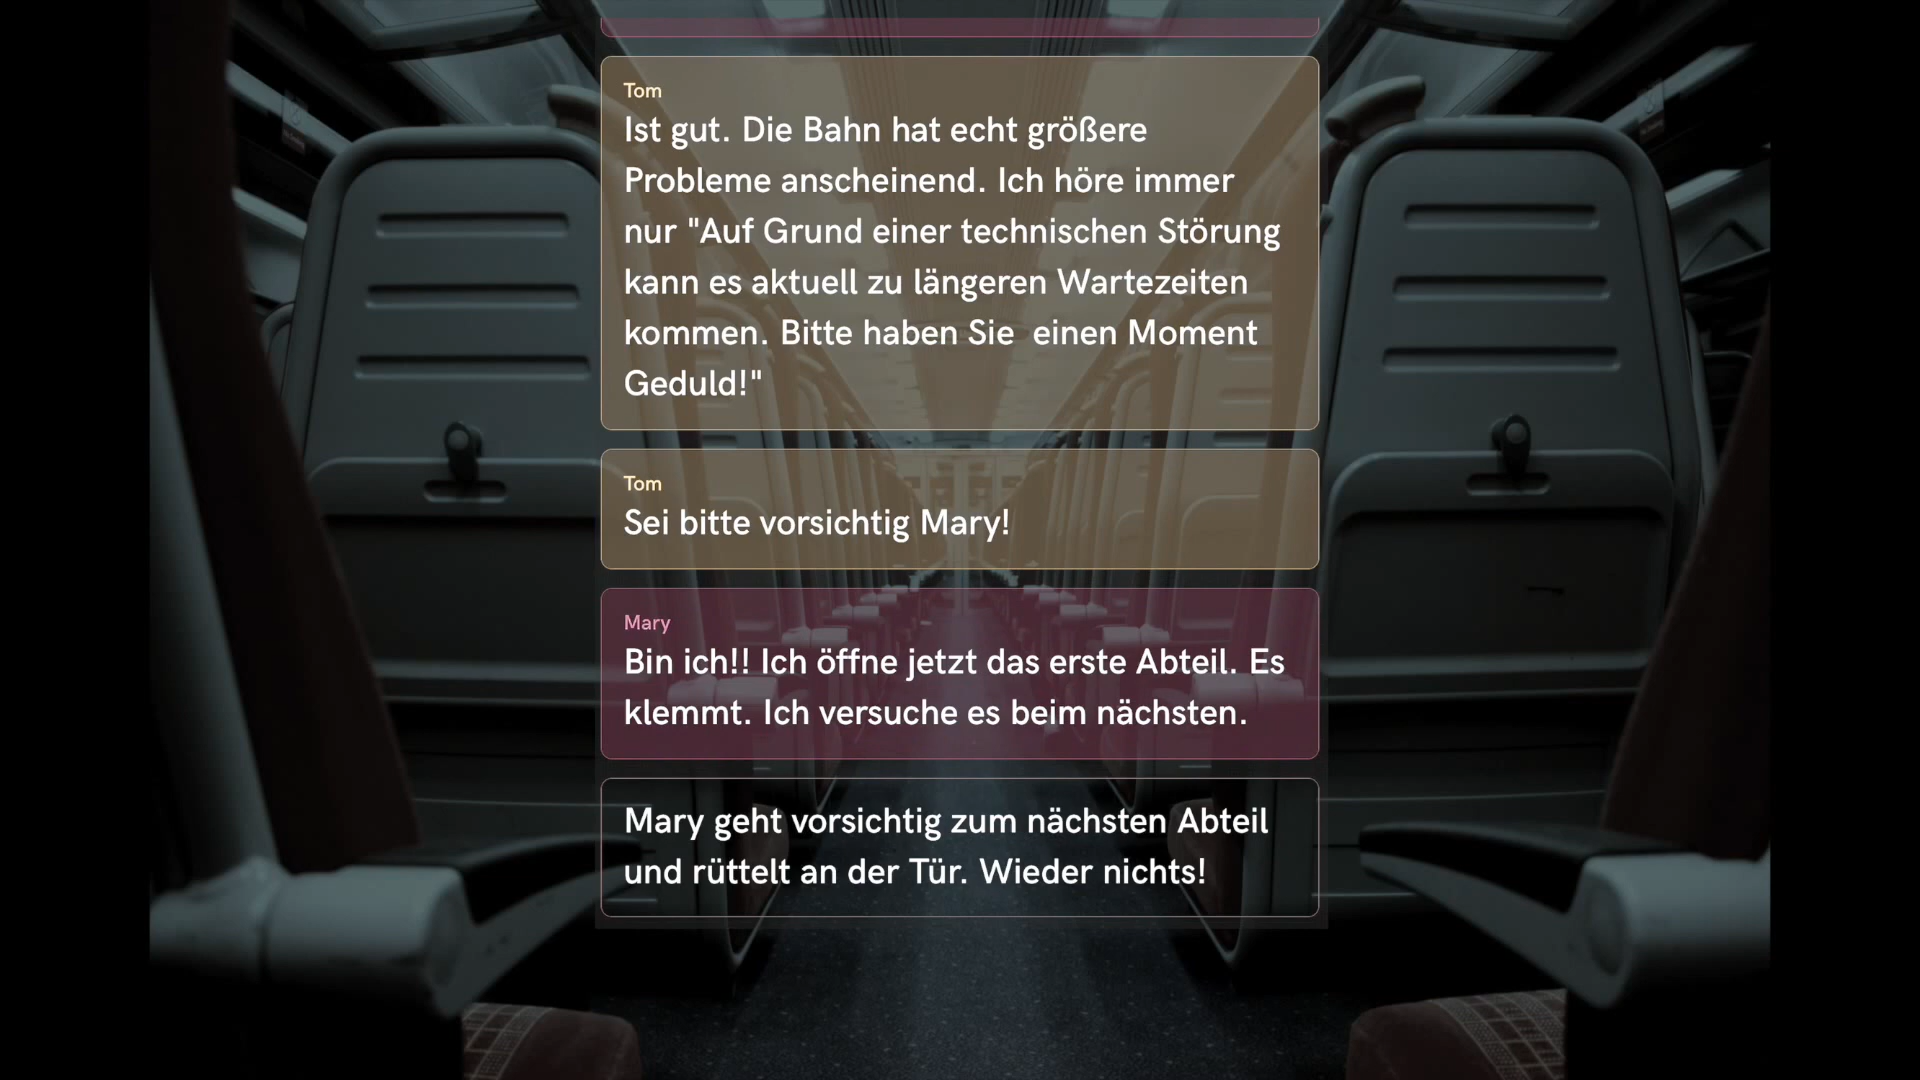 Tom
Ist gut. Die Bahn hat echt größere
Probleme anscheinend. Ich höre immer
nur "Auf Grund einer technischen Störung
kann es aktuell zu längeren Wartezeiten
kommen. Bitte haben Sie  einen Moment
Geduld!"
Tom
Sei bitte vorsichtig Mary!
Mary
Bin ich!! Ich öffne jetzt das erste Abteil. Es
klemmt. Ich versuche es beim nächsten.
Mary geht vorsichtig zum nächsten Abteil
und rüttelt an der Tür. Wieder nichts!